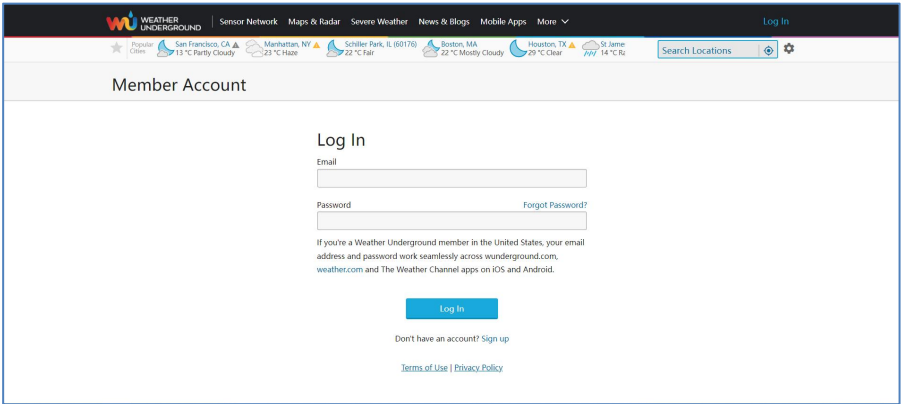 WEATHER UNDERGROUND Sensor Network Maps & Radar Severe Weather News & Blogs Mobile Apps More Log In
Popular Cities San Francisco, CA 13 °C Partly Cloudy Manhattan, NY 23 °C Haze Schiller Park, IL (60176) 22 °C Fair Boston, MA 22 °C Mostly Cloudy Houston, TX 29 °C Clear St Jame 14 °C Ra Search Locations
Member Account
Log In
Email
Password Forgot Password?
If you're a Weather Underground member in the United States, your email
address and password work seamlessly across wunderground.com,
weather.com and The Weather Channel apps on iOS and Android.
Log In
Don't have an account? Sign up
Terms of Use | Privacy Policy